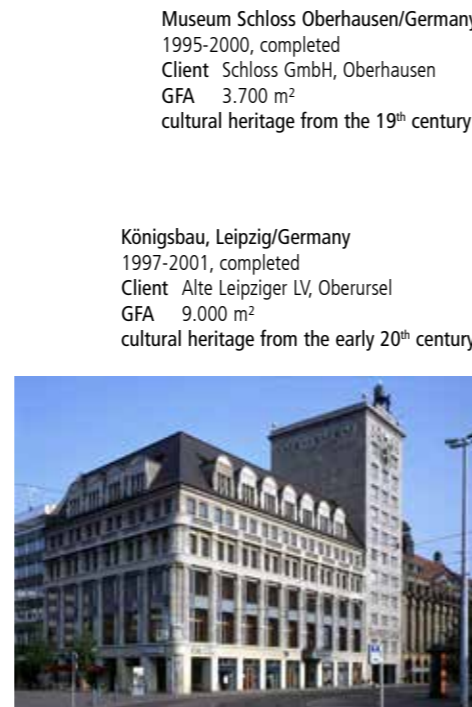 Museum Schloss Oberhausen/Germany
1995-2000, completed
Client Schloss GmbH, Oberhausen
GFA 3.700 m²
cultural heritage from the 19th century
Königsbau, Leipzig/Germany
1997-2001, completed
Client Alte Leipziger LV, Oberursel
GFA 9.000 m²
cultural heritage from the early 20th century